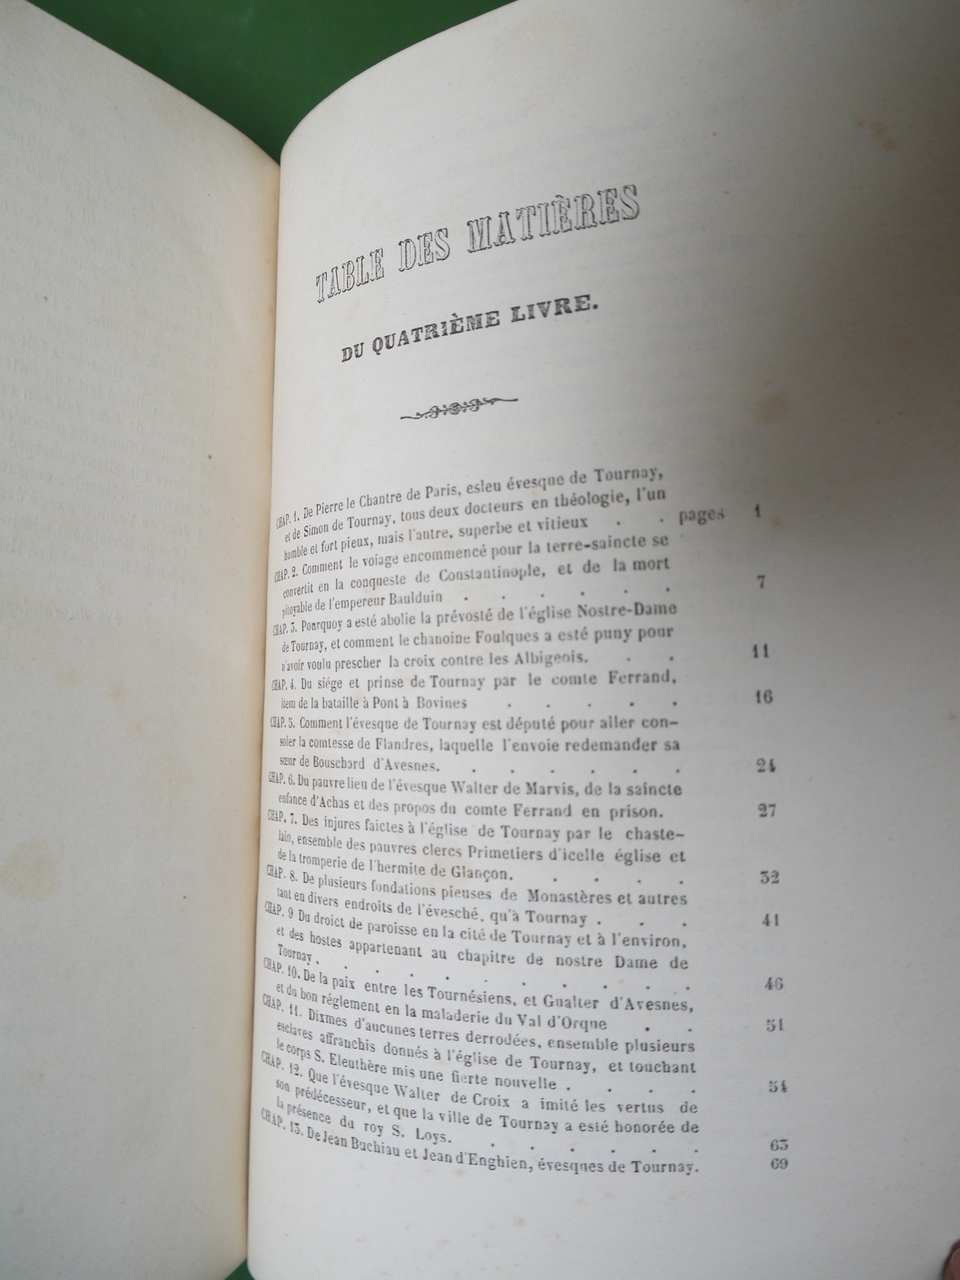 TABLE DES MATIÈRES
DU QUATRIÈME LIVRE.
CHAP. 1. De Pierre le Chantre de Paris, esleu évesque de Tournay,
et de Simon de Tournay, tous deux docteurs en théologie, l'un
humble et fort pieux, mais l'autre, superbe et vitieux . . pages 1
CHAP. 2. Comment le voiage encommencé pour la terre-saincte se
convertit en la conqueste de Constantinople, et de la mort
pitoyable de l'empereur Baulduin . . . . . . 7
CHAP. 3. Pourquoy a esté abolie la prévosté de l'église Nostre-Dame
de Tournay, et comment le chanoine Foulques a esté puny pour
n'avoir voulu prescher la croix contre les Albigeois. . . 11
CHAP. 4. Du siége et prinse de Tournay par le comte Ferrand,
item de la bataille à Pont à Bovines . . . . . 16
CHAP. 5. Comment l'évesque de Tournay est député pour aller con-
soler la comtesse de Flandres, laquelle l'envoie redemander sa
sœur de Bouschard d'Avesnes. . . . . . . 24
CHAP. 6. Du pauvre lieu de l'évesque Walter de Marvis, de la saincte
enfance d'Achas et des propos du comte Ferrand en prison. 27
CHAP. 7. Des injures faictes à l'église de Tournay par le chaste-
lain, ensemble des pauvres clercs Primetiers d'icelle église et
de la tromperie de l'hermite de Glançon. . . . . 32
CHAP. 8. De plusieurs fondations pieuses de Monastères et autres
tant en divers endroits de l'évesché, qu'à Tournay . . . 41
CHAP. 9 Du droict de paroisse en la cité de Tournay et à l'environ,
et des hostes appartenant au chapitre de nostre Dame de
Tournay . . . . . . . . . . 46
CHAP. 10. De la paix entre les Tournésiens, et Gualter d'Avesnes,
et du bon réglement en la maladerie du Val d'Orque . . 51
CHAP. 11. Dixmes d'aucunes terres derrodées, ensemble plusieurs
esclaves affranchis donnés à l'église de Tournay, et touchant
le corps S. Eleuthère mis une fierte nouvelle . . . . 54
CHAP. 12. Que l'évesque Walter de Croix a imité les vertus de
son prédécesseur, et que la ville de Tournay a esté honorée de
la présence du roy S. Loys. . . . . . . 63
CHAP. 13. De Jean Buchiau et Jean d'Enghien, évesques de Tournay. 69